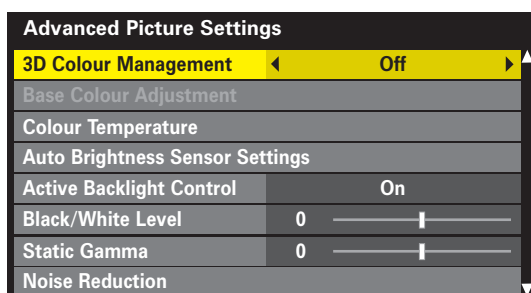 Advanced Picture Settings
3D Colour Management Off
Base Colour Adjustment
Colour Temperature
Auto Brightness Sensor Settings
Active Backlight Control On
Black/White Level 0
Static Gamma 0
Noise Reduction